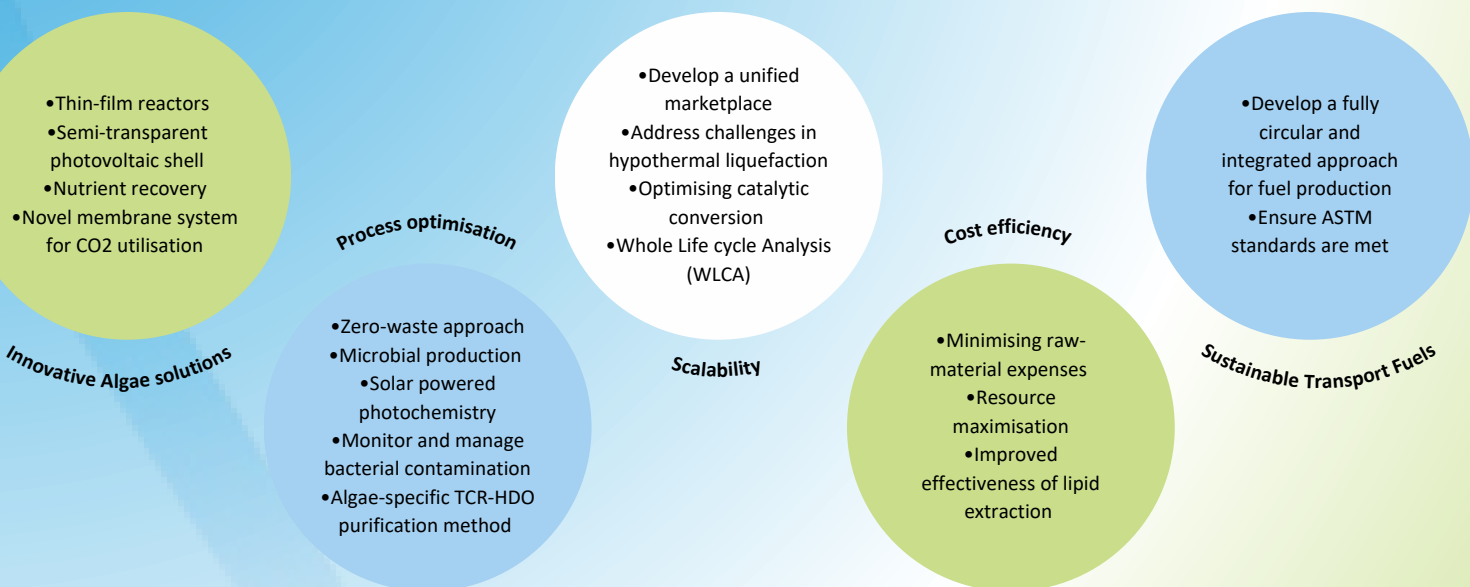 •Thin-film reactors
•Semi-transparent
photovoltaic shell
•Nutrient recovery
•Novel membrane system
for CO2 utilisation
Innovative Algae solutions
Process optimisation
•Zero-waste approach
•Microbial production
•Solar powered
photochemistry
•Monitor and manage
bacterial contamination
•Algae-specific TCR-HDO
purification method
•Develop a unified
marketplace
•Address challenges in
hypothermal liquefaction
•Optimising catalytic
conversion
•Whole Life cycle Analysis
(WLCA)
Scalability
Cost efficiency
•Minimising raw-
material expenses
•Resource
maximisation
•Improved
effectiveness of lipid
extraction
•Develop a fully
circular and
integrated approach
for fuel production
•Ensure ASTM
standards are met
Sustainable Transport Fuels